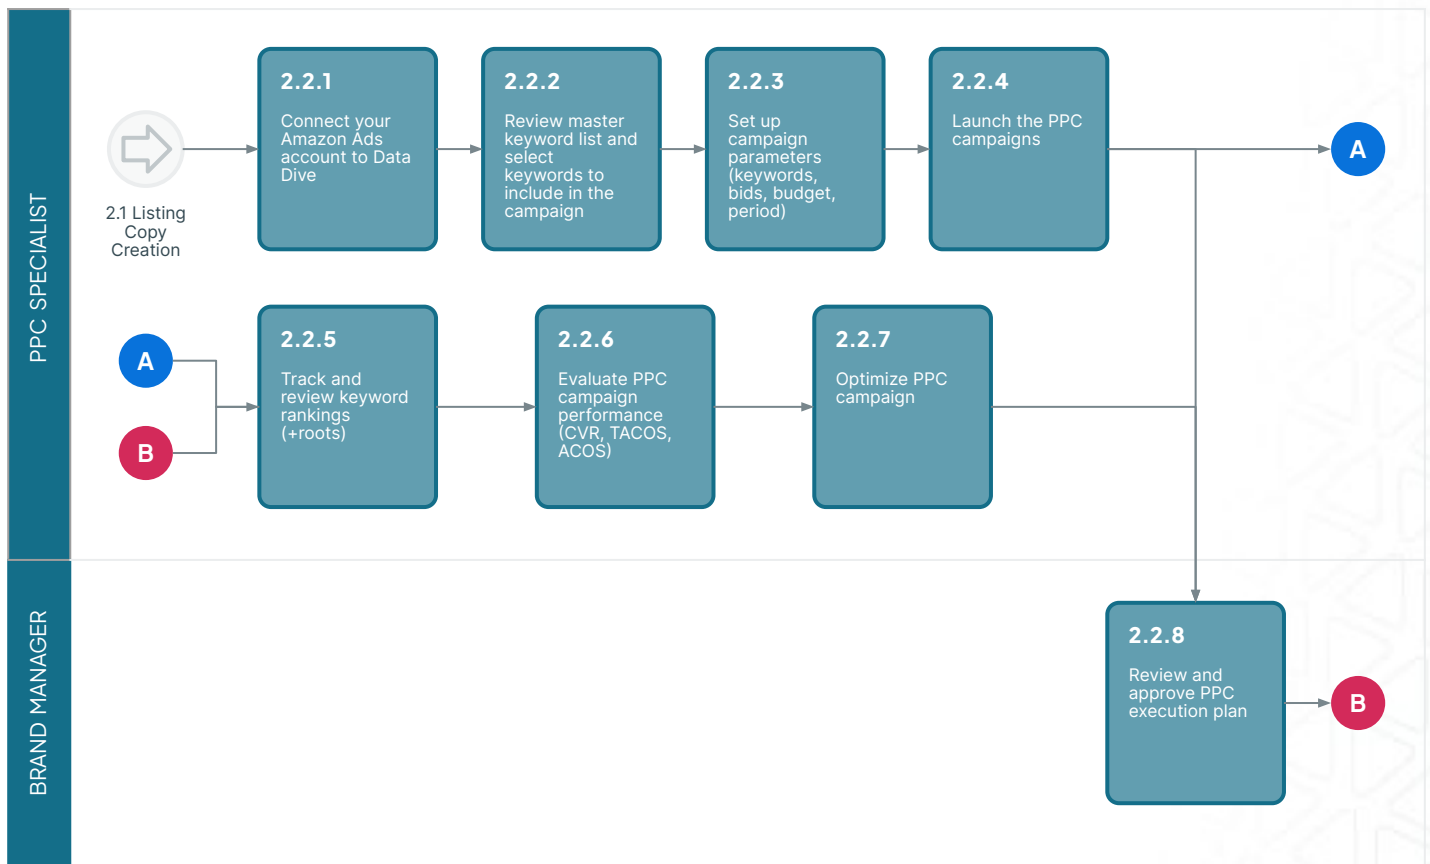 PPC SPECIALIST
2.1 Listing
Copy
Creation
2.2.1
Connect your
Amazon Ads
account to Data
Dive
2.2.2
Review master
keyword list and
select
keywords to
include in the
campaign
2.2.3
Set up
campaign
parameters
(keywords,
bids, budget,
period)
2.2.4
Launch the PPC
campaigns
A
A
B
2.2.5
Track and
review keyword
rankings
(+roots)
2.2.6
Evaluate PPC
campaign
performance
(CVR, TACOS,
ACOS)
2.2.7
Optimize PPC
campaign
BRAND MANAGER
2.2.8
Review and
approve PPC
execution plan
B